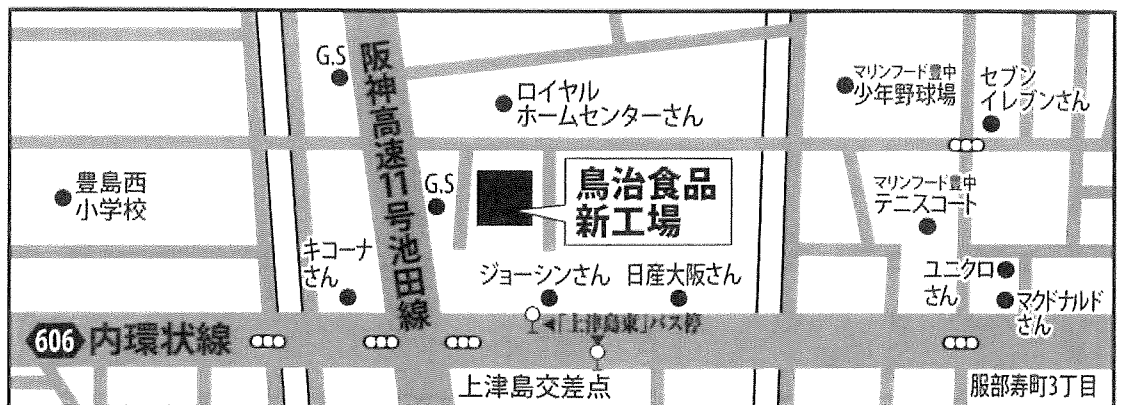 G.S
阪神高速11号池田線
ロイヤル
ホームセンターさん
マリンフード豊中
少年野球場
セブン
イレブンさん
豊島西
小学校
G.S
鳥治食品
新工場
マリンフード豊中
テニスコート
キコーナ
さん
ジョーシンさん
日産大阪さん
ユニクロ
さん
マクドナルド
さん
606 内環状線
◀「上津島東」バス停
上津島交差点
服部寿町3丁目